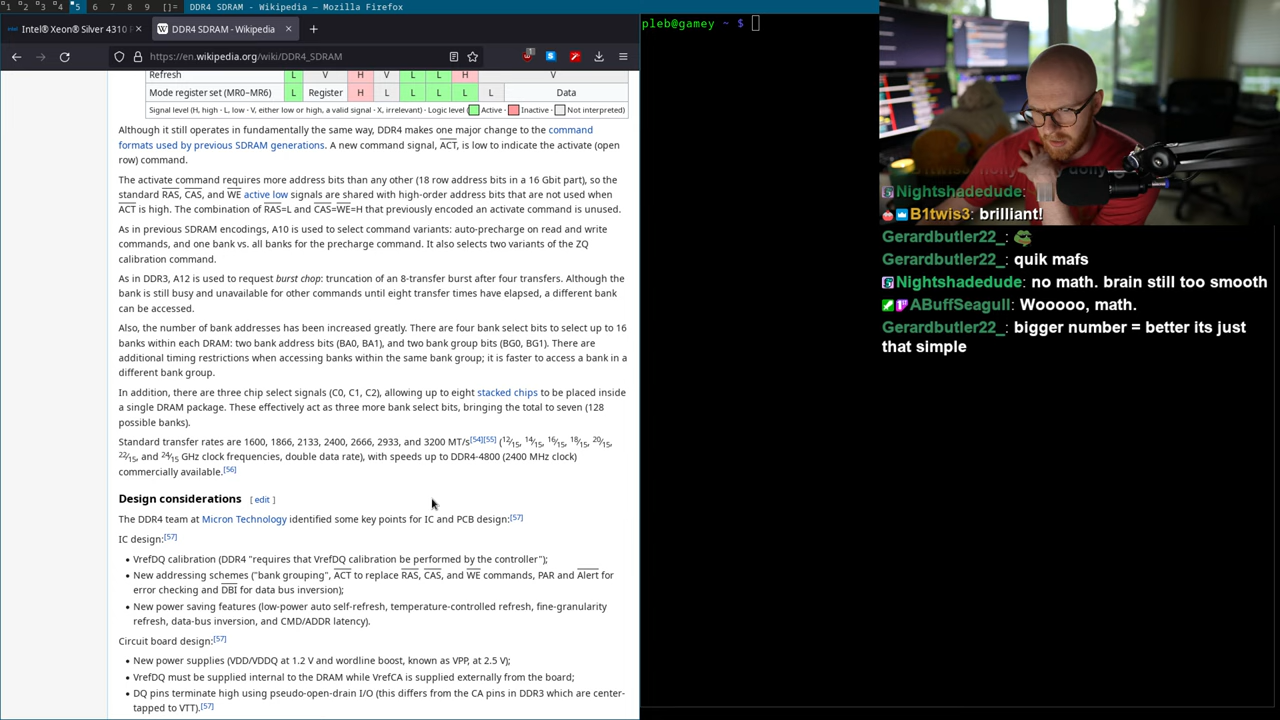 1 2 3 4 5 6 7 8 9 []= DDR4 SDRAM - Wikipedia — Mozilla Firefox
Intel® Xeon® Silver 4310 P
DDR4 SDRAM - Wikipedia
https://en.wikipedia.org/wiki/DDR4_SDRAM
pleb@gamey ~ $
Refresh L V H V L L H V
Mode register set (MR0–MR6) L Register H L L L L L Data
Signal level (H, high · L, low · V, either low or high, a valid signal · X, irrelevant) · Logic level ( Active · Inactive · Not interpreted)
Although it still operates in fundamentally the same way, DDR4 makes one major change to the command
formats used by previous SDRAM generations. A new command signal, ACT, is low to indicate the activate (open
row) command.
The activate command requires more address bits than any other (18 row address bits in a 16 Gbit part), so the
standard RAS, CAS, and WE active low signals are shared with high-order address bits that are not used when
ACT is high. The combination of RAS=L and CAS=WE=H that previously encoded an activate command is unused.
As in previous SDRAM encodings, A10 is used to select command variants: auto-precharge on read and write
commands, and one bank vs. all banks for the precharge command. It also selects two variants of the ZQ
calibration command.
As in DDR3, A12 is used to request burst chop: truncation of an 8-transfer burst after four transfers. Although the
bank is still busy and unavailable for other commands until eight transfer times have elapsed, a different bank
can be accessed.
Also, the number of bank addresses has been increased greatly. There are four bank select bits to select up to 16
banks within each DRAM: two bank address bits (BA0, BA1), and two bank group bits (BG0, BG1). There are
additional timing restrictions when accessing banks within the same bank group; it is faster to access a bank in a
different bank group.
In addition, there are three chip select signals (C0, C1, C2), allowing up to eight stacked chips to be placed inside
a single DRAM package. These effectively act as three more bank select bits, bringing the total to seven (128
possible banks).
Standard transfer rates are 1600, 1866, 2133, 2400, 2666, 2933, and 3200 MT/s[54][55] (12⁄15, 14⁄15, 16⁄15, 18⁄15, 20⁄15,
22⁄15, and 24⁄15 GHz clock frequencies, double data rate), with speeds up to DDR4-4800 (2400 MHz clock)
commercially available.[56]
Design considerations [ edit ]
The DDR4 team at Micron Technology identified some key points for IC and PCB design:[57]
IC design:[57]
• VrefDQ calibration (DDR4 "requires that VrefDQ calibration be performed by the controller");
• New addressing schemes ("bank grouping", ACT to replace RAS, CAS, and WE commands, PAR and Alert for
error checking and DBI for data bus inversion);
• New power saving features (low-power auto self-refresh, temperature-controlled refresh, fine-granularity
refresh, data-bus inversion, and CMD/ADDR latency).
Circuit board design:[57]
• New power supplies (VDD/VDDQ at 1.2 V and wordline boost, known as VPP, at 2.5 V);
• VrefDQ must be supplied internal to the DRAM while VrefCA is supplied externally from the board;
• DQ pins terminate high using pseudo-open-drain I/O (this differs from the CA pins in DDR3 which are center-
tapped to VTT).[57]
Nightshadedude:
B1twis3: brilliant!
Gerardbutler22_:
Gerardbutler22_: quik mafs
Nightshadedude: no math. brain still too smooth
ABuffSeagull: Wooooo, math.
Gerardbutler22_: bigger number = better its just
that simple